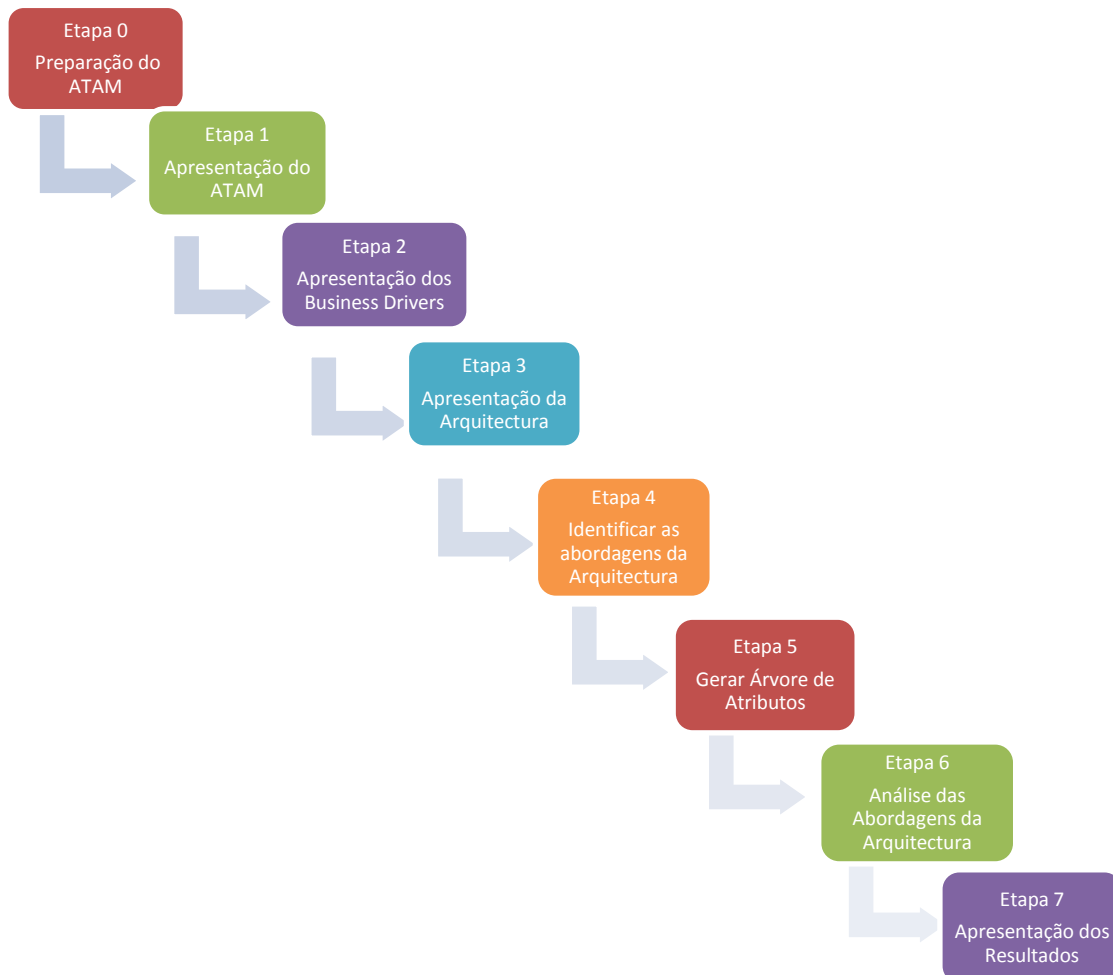 Etapa 0
Preparação do
ATAM
Etapa 1
Apresentação do
ATAM
Etapa 2
Apresentação dos
Business Drivers
Etapa 3
Apresentação da
Arquitectura
Etapa 4
Identificar as
abordagens da
Arquitectura
Etapa 5
Gerar Árvore de
Atributos
Etapa 6
Análise das
Abordagens da
Arquitectura
Etapa 7
Apresentação dos
Resultados